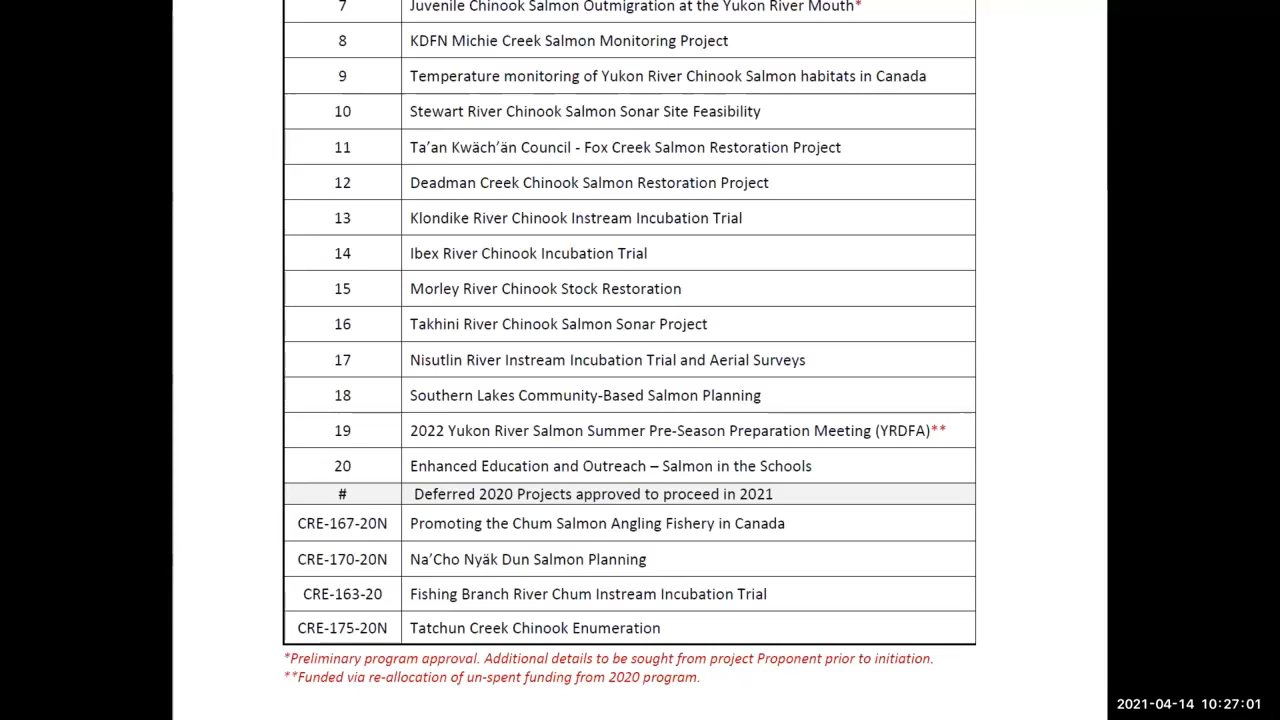 7 Juvenile Chinook Salmon Outmigration at the Yukon River Mouth*
8 KDFN Michie Creek Salmon Monitoring Project
9 Temperature monitoring of Yukon River Chinook Salmon habitats in Canada
10 Stewart River Chinook Salmon Sonar Site Feasibility
11 Ta’an Kwäch’än Council - Fox Creek Salmon Restoration Project
12 Deadman Creek Chinook Salmon Restoration Project
13 Klondike River Chinook Instream Incubation Trial
14 Ibex River Chinook Incubation Trial
15 Morley River Chinook Stock Restoration
16 Takhini River Chinook Salmon Sonar Project
17 Nisutlin River Instream Incubation Trial and Aerial Surveys
18 Southern Lakes Community-Based Salmon Planning
19 2022 Yukon River Salmon Summer Pre-Season Preparation Meeting (YRDFA)**
20 Enhanced Education and Outreach – Salmon in the Schools
# Deferred 2020 Projects approved to proceed in 2021
CRE-167-20N Promoting the Chum Salmon Angling Fishery in Canada
CRE-170-20N Na’Cho Nyäk Dun Salmon Planning
CRE-163-20 Fishing Branch River Chum Instream Incubation Trial
CRE-175-20N Tatchun Creek Chinook Enumeration
*Preliminary program approval. Additional details to be sought from project Proponent prior to initiation.
**Funded via re-allocation of un-spent funding from 2020 program.
2021-04-14 10:27:01